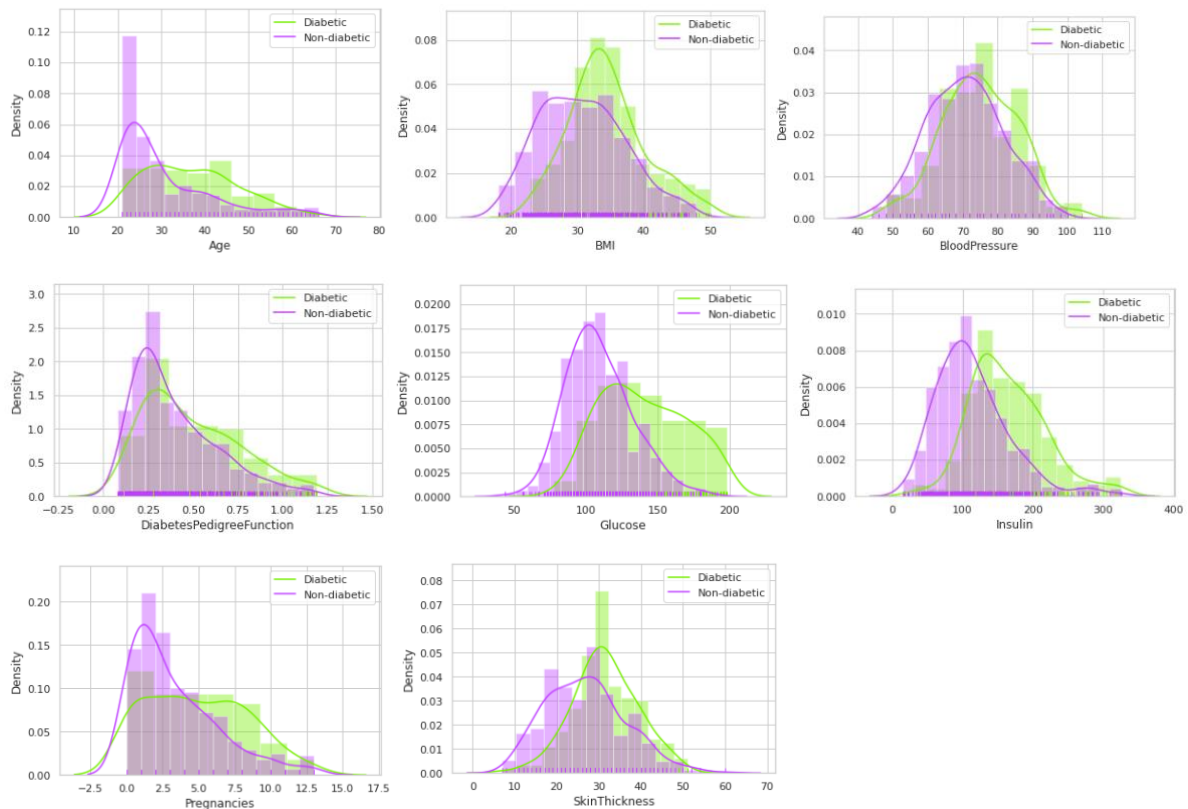 Diabetic
Non-diabetic
0.12
0.10
0.08
0.06
0.04
0.02
0.00
Density
10 20 30 40 50 60 70 80
Age
Diabetic
Non-diabetic
0.08
0.06
0.04
0.02
0.00
Density
20 30 40 50
BMI
Diabetic
Non-diabetic
0.04
0.03
0.02
0.01
0.00
Density
40 50 60 70 80 90 100 110
BloodPressure
Diabetic
Non-diabetic
3.0
2.5
2.0
1.5
1.0
0.5
0.0
Density
−0.25 0.00 0.25 0.50 0.75 1.00 1.25 1.50
DiabetesPedigreeFunction
Diabetic
Non-diabetic
0.0200
0.0175
0.0150
0.0125
0.0100
0.0075
0.0050
0.0025
0.0000
Density
50 100 150 200
Glucose
Diabetic
Non-diabetic
0.010
0.008
0.006
0.004
0.002
0.000
Density
0 100 200 300 400
Insulin
Diabetic
Non-diabetic
0.20
0.15
0.10
0.05
0.00
Density
−2.5 0.0 2.5 5.0 7.5 10.0 12.5 15.0 17.5
Pregnancies
Diabetic
Non-diabetic
0.08
0.07
0.06
0.05
0.04
0.03
0.02
0.01
0.00
Density
0 10 20 30 40 50 60 70
SkinThickness